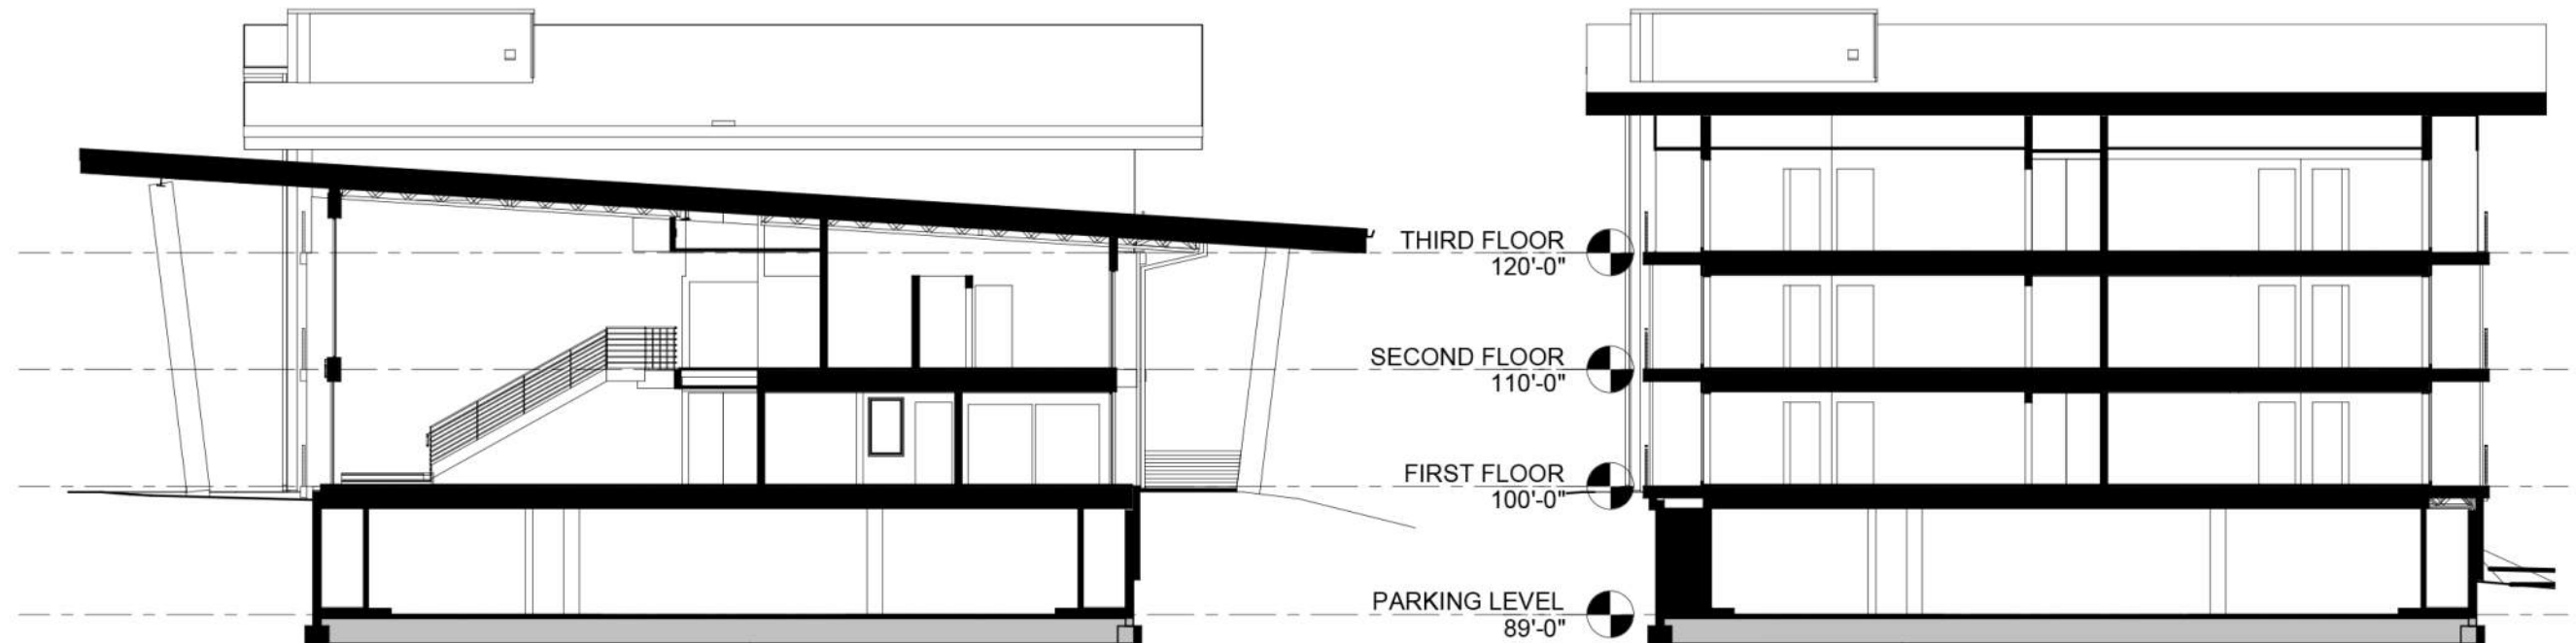 THIRD FLOOR
120'-0"
SECOND FLOOR
110'-0"
FIRST FLOOR
100'-0"
PARKING LEVEL
89'-0"